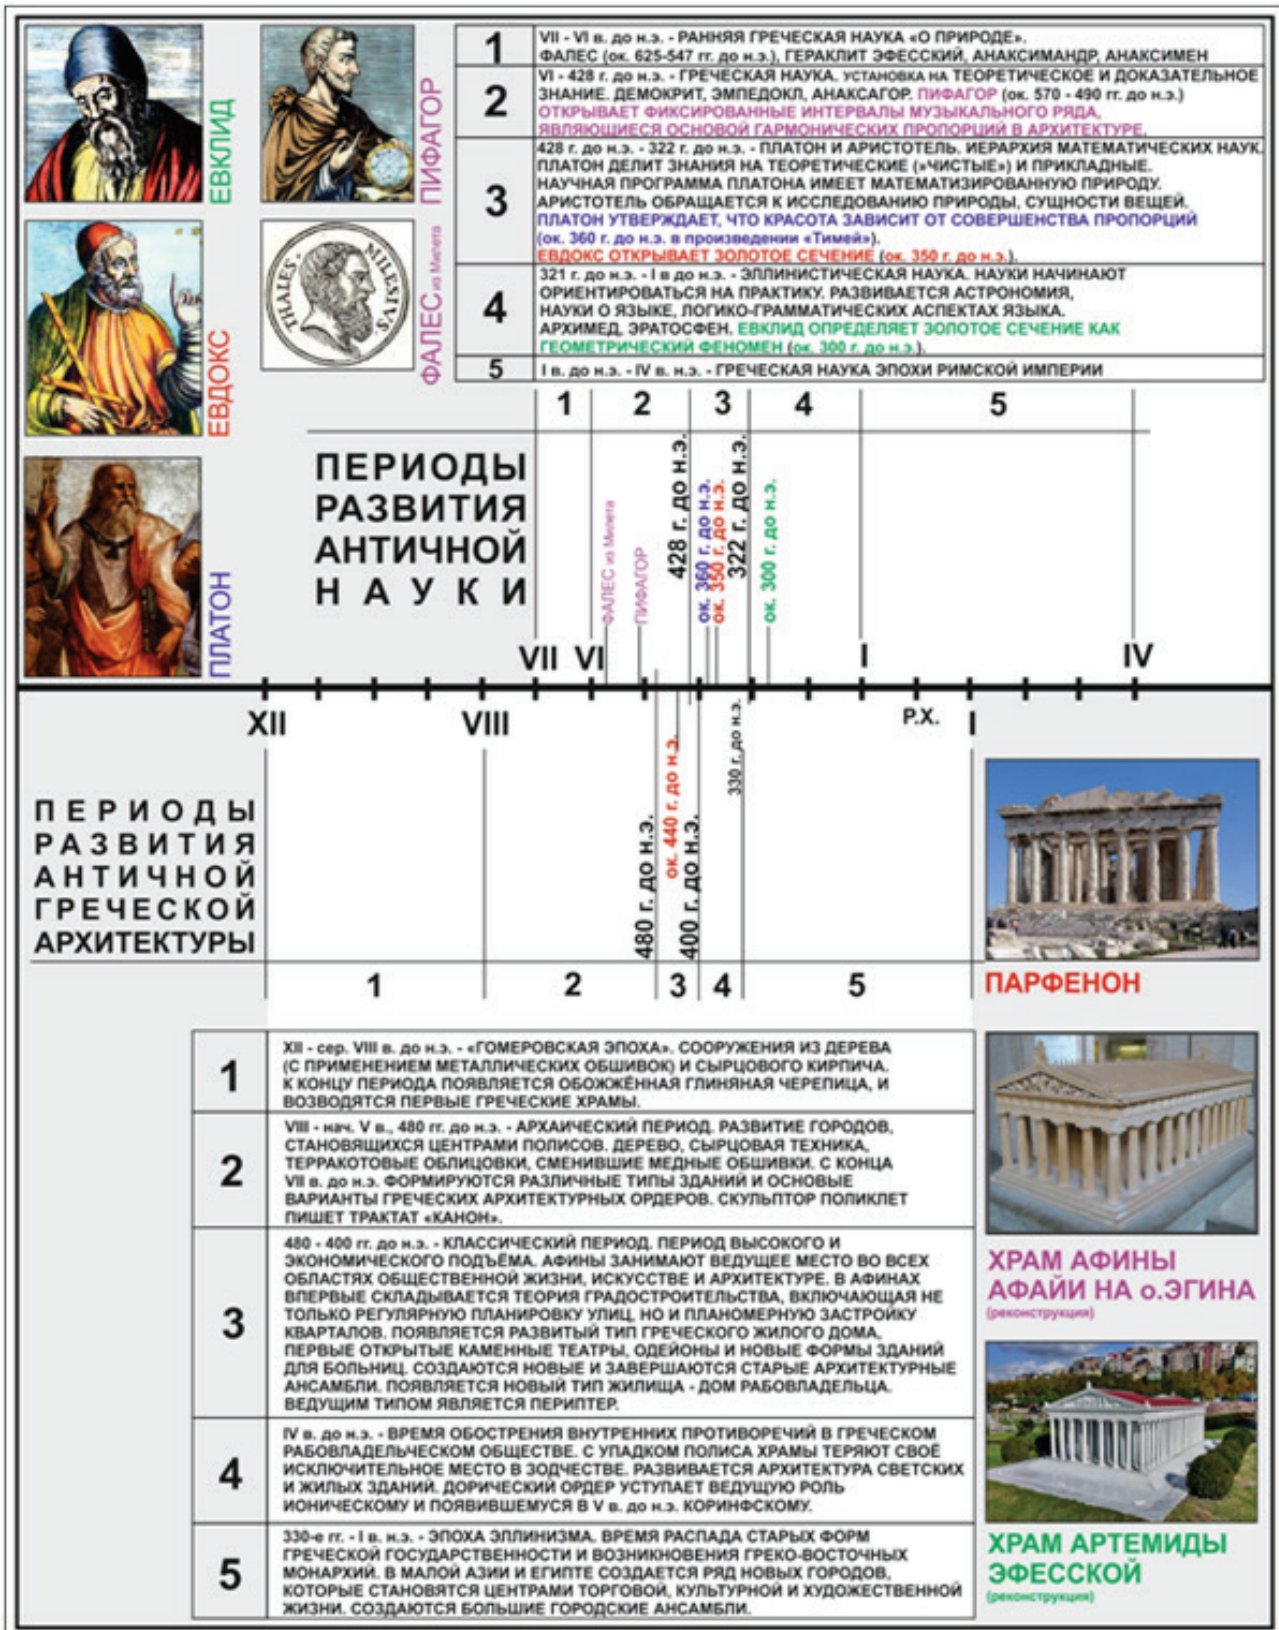 ЕВКЛИД
ПИФАГОР
ЕВДОКС
THALES. MILESIVS
ФАЛЕС из Милета
ПЛАТОН
1
VII - VI в. до н.э. - РАННЯЯ ГРЕЧЕСКАЯ НАУКА «О ПРИРОДЕ».
ФАЛЕС (ок. 625-547 гг. до н.э.), ГЕРАКЛИТ ЭФЕССКИЙ, АНАКСИМАНДР, АНАКСИМЕН
2
VI - 428 г. до н.э. - ГРЕЧЕСКАЯ НАУКА. УСТАНОВКА НА ТЕОРЕТИЧЕСКОЕ И ДОКАЗАТЕЛЬНОЕ
ЗНАНИЕ. ДЕМОКРИТ, ЭМПЕДОКЛ, АНАКСАГОР. ПИФАГОР (ок. 570 - 490 гг. до н.э.)
ОТКРЫВАЕТ ФИКСИРОВАННЫЕ ИНТЕРВАЛЫ МУЗЫКАЛЬНОГО РЯДА,
ЯВЛЯЮЩИЕСЯ ОСНОВОЙ ГАРМОНИЧЕСКИХ ПРОПОРЦИЙ В АРХИТЕКТУРЕ.
3
428 г. до н.э. - 322 г. до н.э. - ПЛАТОН И АРИСТОТЕЛЬ. ИЕРАРХИЯ МАТЕМАТИЧЕСКИХ НАУК.
ПЛАТОН ДЕЛИТ ЗНАНИЯ НА ТЕОРЕТИЧЕСКИЕ (»ЧИСТЫЕ») И ПРИКЛАДНЫЕ.
НАУЧНАЯ ПРОГРАММА ПЛАТОНА ИМЕЕТ МАТЕМАТИЗИРОВАННУЮ ПРИРОДУ.
АРИСТОТЕЛЬ ОБРАЩАЕТСЯ К ИССЛЕДОВАНИЮ ПРИРОДЫ, СУЩНОСТИ ВЕЩЕЙ.
ПЛАТОН УТВЕРЖДАЕТ, ЧТО КРАСОТА ЗАВИСИТ ОТ СОВЕРШЕНСТВА ПРОПОРЦИЙ
(ок. 360 г. до н.э. в произведении «Тимей»).
ЕВДОКС ОТКРЫВАЕТ ЗОЛОТОЕ СЕЧЕНИЕ (ок. 350 г. до н.э.).
4
321 г. до н.э. - I в до н.э. - ЭЛЛИНИСТИЧЕСКАЯ НАУКА. НАУКИ НАЧИНАЮТ
ОРИЕНТИРОВАТЬСЯ НА ПРАКТИКУ. РАЗВИВАЕТСЯ АСТРОНОМИЯ,
НАУКИ О ЯЗЫКЕ, ЛОГИКО-ГРАММАТИЧЕСКИХ АСПЕКТАХ ЯЗЫКА.
АРХИМЕД, ЭРАТОСФЕН. ЕВКЛИД ОПРЕДЕЛЯЕТ ЗОЛОТОЕ СЕЧЕНИЕ КАК
ГЕОМЕТРИЧЕСКИЙ ФЕНОМЕН (ок. 300 г. до н.э.).
5
I в. до н.э. - IV в. н.э. - ГРЕЧЕСКАЯ НАУКА ЭПОХИ РИМСКОЙ ИМПЕРИИ
1 2 3 4 5
ПЕРИОДЫ
РАЗВИТИЯ
АНТИЧНОЙ
НАУКИ
ФАЛЕС из Милета
ПИФАГОР
428 г. до н.э.
ок. 360 г. до н.э.
ок. 350 г. до н.э.
322 г. до н.э.
ок. 300 г. до н.э.
VII VI I IV
XII VIII Р.Х. I
480 г. до н.э.
ок. 440 г. до н.э.
400 г. до н.э.
330 г. до н.э.
ПЕРИОДЫ
РАЗВИТИЯ
АНТИЧНОЙ
ГРЕЧЕСКОЙ
АРХИТЕКТУРЫ
1 2 3 4 5
ПАРФЕНОН
1
XII - сер. VIII в. до н.э. - «ГОМЕРОВСКАЯ ЭПОХА». СООРУЖЕНИЯ ИЗ ДЕРЕВА
(С ПРИМЕНЕНИЕМ МЕТАЛЛИЧЕСКИХ ОБШИВОК) И СЫРЦОВОГО КИРПИЧА.
К КОНЦУ ПЕРИОДА ПОЯВЛЯЕТСЯ ОБОЖЖЁННАЯ ГЛИНЯНАЯ ЧЕРЕПИЦА, И
ВОЗВОДЯТСЯ ПЕРВЫЕ ГРЕЧЕСКИЕ ХРАМЫ.
2
VIII - нач. V в., 480 гг. до н.э. - АРХАИЧЕСКИЙ ПЕРИОД. РАЗВИТИЕ ГОРОДОВ,
СТАНОВЯЩИХСЯ ЦЕНТРАМИ ПОЛИСОВ. ДЕРЕВО, СЫРЦОВАЯ ТЕХНИКА,
ТЕРРАКОТОВЫЕ ОБЛИЦОВКИ, СМЕНИВШИЕ МЕДНЫЕ ОБШИВКИ. С КОНЦА
VII в. до н.э. ФОРМИРУЮТСЯ РАЗЛИЧНЫЕ ТИПЫ ЗДАНИЙ И ОСНОВЫЕ
ВАРИАНТЫ ГРЕЧЕСКИХ АРХИТЕКТУРНЫХ ОРДЕРОВ. СКУЛЬПТОР ПОЛИКЛЕТ
ПИШЕТ ТРАКТАТ «КАНОН».
3
480 - 400 гг. до н.э. - КЛАССИЧЕСКИЙ ПЕРИОД. ПЕРИОД ВЫСОКОГО И
ЭКОНОМИЧЕСКОГО ПОДЪЁМА. АФИНЫ ЗАНИМАЮТ ВЕДУЩЕЕ МЕСТО ВО ВСЕХ
ОБЛАСТЯХ ОБЩЕСТВЕННОЙ ЖИЗНИ, ИСКУССТВЕ И АРХИТЕКТУРЕ. В АФИНАХ
ВПЕРВЫЕ СКЛАДЫВАЕТСЯ ТЕОРИЯ ГРАДОСТРОИТЕЛЬСТВА, ВКЛЮЧАЮЩАЯ НЕ
ТОЛЬКО РЕГУЛЯРНУЮ ПЛАНИРОВКУ УЛИЦ, НО И ПЛАНОМЕРНУЮ ЗАСТРОЙКУ
КВАРТАЛОВ. ПОЯВЛЯЕТСЯ РАЗВИТЫЙ ТИП ГРЕЧЕСКОГО ЖИЛОГО ДОМА,
ПЕРВЫЕ ОТКРЫТЫЕ КАМЕННЫЕ ТЕАТРЫ, ОДЕЙОНЫ И НОВЫЕ ФОРМЫ ЗДАНИЙ
ДЛЯ БОЛЬНИЦ. СОЗДАЮТСЯ НОВЫЕ И ЗАВЕРШАЮТСЯ СТАРЫЕ АРХИТЕКТУРНЫЕ
АНСАМБЛИ. ПОЯВЛЯЕТСЯ НОВЫЙ ТИП ЖИЛИЩА - ДОМ РАБОВЛАДЕЛЬЦА.
ВЕДУЩИМ ТИПОМ ЯВЛЯЕТСЯ ПЕРИПТЕР.
4
IV в. до н.э. - ВРЕМЯ ОБОСТРЕНИЯ ВНУТРЕННИХ ПРОТИВОРЕЧИЙ В ГРЕЧЕСКОМ
РАБОВЛАДЕЛЬЧЕСКОМ ОБЩЕСТВЕ. С УПАДКОМ ПОЛИСА ХРАМЫ ТЕРЯЮТ СВОЁ
ИСКЛЮЧИТЕЛЬНОЕ МЕСТО В ЗОДЧЕСТВЕ. РАЗВИВАЕТСЯ АРХИТЕКТУРА СВЕТСКИХ
И ЖИЛЫХ ЗДАНИЙ. ДОРИЧЕСКИЙ ОРДЕР УСТУПАЕТ ВЕДУЩУЮ РОЛЬ
ИОНИЧЕСКОМУ И ПОЯВИВШЕМУСЯ В V в. до н.э. КОРИНФСКОМУ.
5
330-е гг. - I в. н.э. - ЭПОХА ЭЛЛИНИЗМА. ВРЕМЯ РАСПАДА СТАРЫХ ФОРМ
ГРЕЧЕСКОЙ ГОСУДАРСТВЕННОСТИ И ВОЗНИКНОВЕНИЯ ГРЕКО-ВОСТОЧНЫХ
МОНАРХИЙ. В МАЛОЙ АЗИИ И ЕГИПТЕ СОЗДАЕТСЯ РЯД НОВЫХ ГОРОДОВ,
КОТОРЫЕ СТАНОВЯТСЯ ЦЕНТРАМИ ТОРГОВОЙ, КУЛЬТУРНОЙ И ХУДОЖЕСТВЕННОЙ
ЖИЗНИ. СОЗДАЮТСЯ БОЛЬШИЕ ГОРОДСКИЕ АНСАМБЛИ.
ХРАМ АФИНЫ
АФАЙИ НА о.ЭГИНА
(реконструкция)
ХРАМ АРТЕМИДЫ
ЭФЕССКОЙ
(реконструкция)